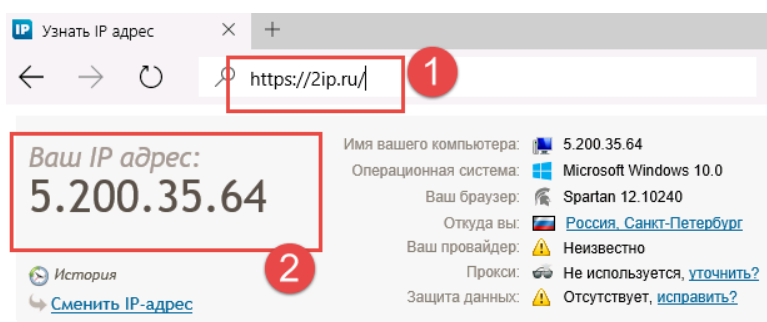 IP Узнать IP адрес
https://2ip.ru/
1
Ваш IP адрес:
5.200.35.64
2
История
Сменить IP-адрес
Имя вашего компьютера: 5.200.35.64
Операционная система: Microsoft Windows 10.0
Ваш браузер: Spartan 12.10240
Откуда вы: Россия, Санкт-Петербург
Ваш провайдер: Неизвестно
Прокси: Не используется, уточнить?
Защита данных: Отсутствует, исправить?